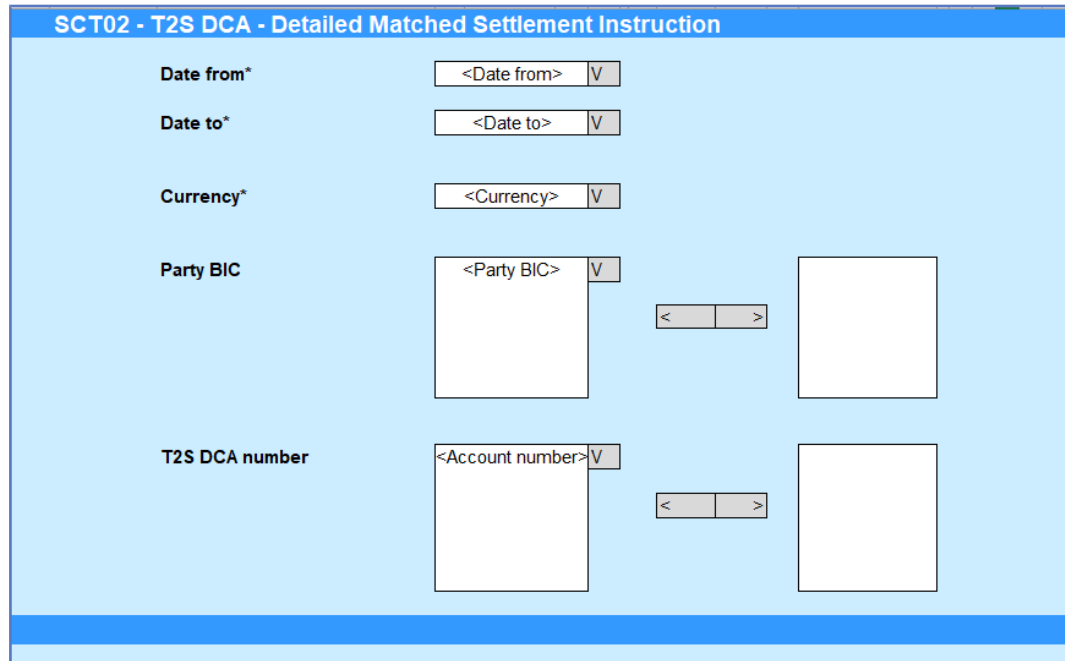 SCT02 - T2S DCA - Detailed Matched Settlement Instruction
Date from* <Date from> V
Date to* <Date to> V
Currency* <Currency> V
Party BIC <Party BIC> V
< >
T2S DCA number <Account number> V
< >